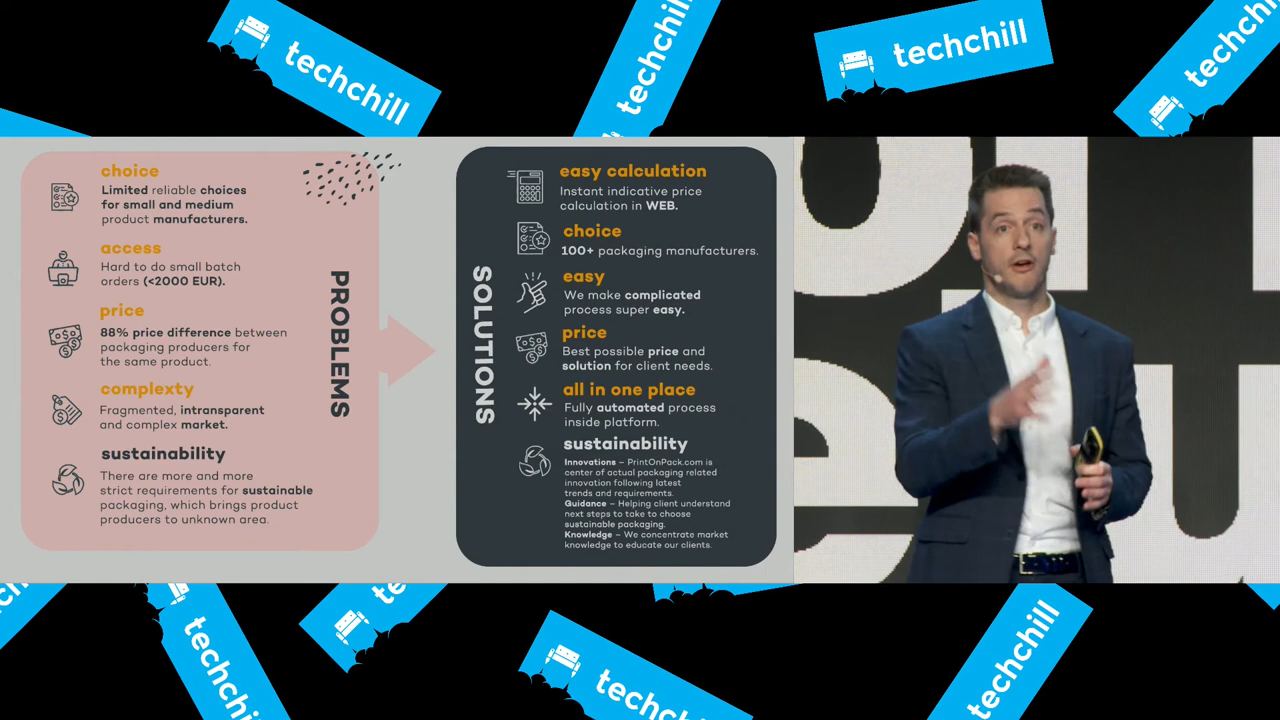 techchill
techchill
techchill
techchill
choice
Limited reliable choices
for small and medium
product manufacturers.
access
Hard to do small batch
orders (<2000 EUR).
price
88% price difference between
packaging producers for
the same product.
complexty
Fragmented, intransparent
and complex market.
sustainability
There are more and more
strict requirements for sustainable
packaging, which brings product
producers to unknown area.
PROBLEMS
SOLUTIONS
easy calculation
Instant indicative price
calculation in WEB.
choice
100+ packaging manufacturers.
easy
We make complicated
process super easy.
price
Best possible price and
solution for client needs.
all in one place
Fully automated process
inside platform.
sustainability
Innovations – PrintOnPack.com is
center of actual packaging related
innovation following latest
trends and requirements.
Guidance – Helping client understand
next steps to take to choose
sustainable packaging.
Knowledge – We concentrate market
knowledge to educate our clients.
techchill
techchill
techchill